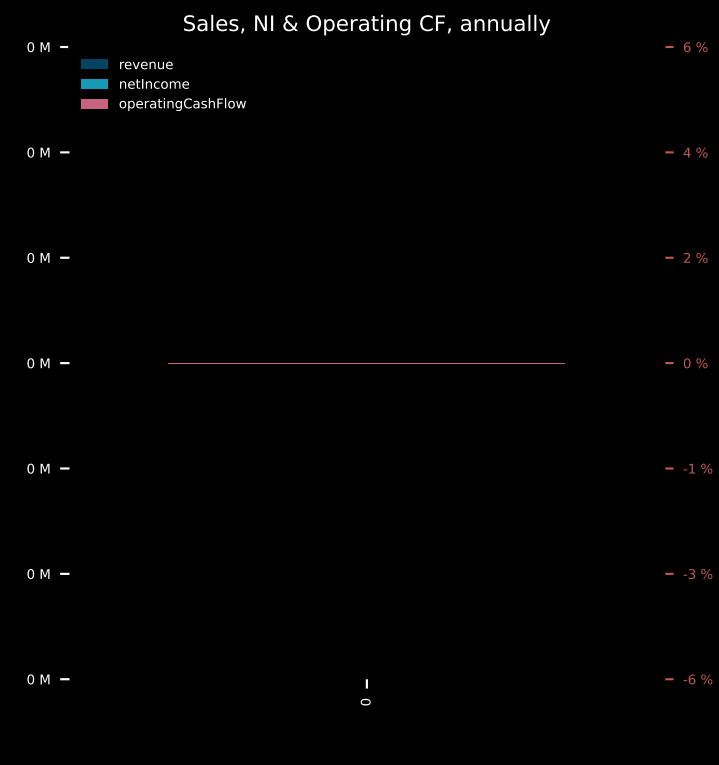 Sales, NI & Operating CF, annually
0 M
6 %
revenue
netIncome
operatingCashFlow
0 M
4 %
0 M
2 %
0 M
0 %
0 M
-1 %
0 M
-3 %
0 M
-6 %
0